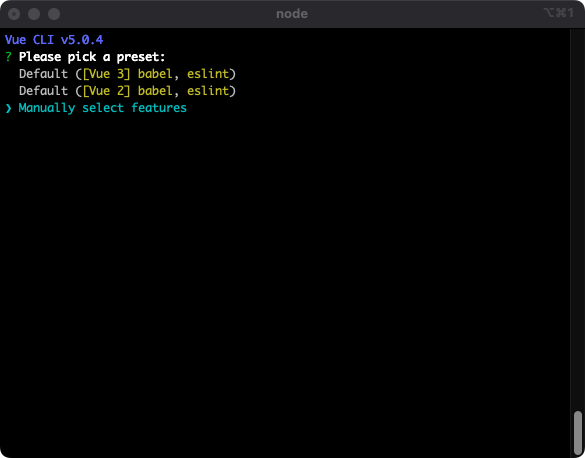 node
⌥⌘1
Vue CLI v5.0.4
? Please pick a preset:
Default ([Vue 3] babel, eslint)
Default ([Vue 2] babel, eslint)
❯ Manually select features